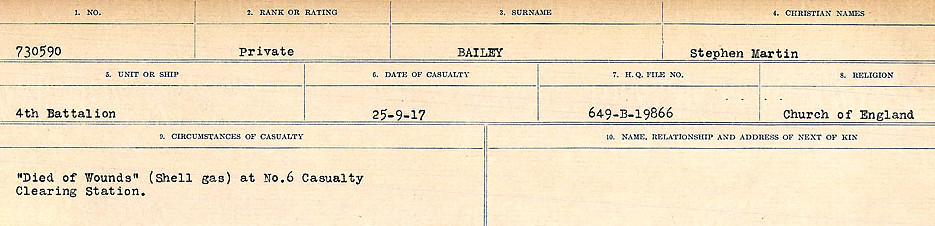 1. NO. 2. RANK OR RATING 3. SURNAME 4. CHRISTIAN NAMES
730590 Private BAILEY Stephen Martin
5. UNIT OR SHIP 6. DATE OF CASUALTY 7. H.Q. FILE NO. 8. RELIGION
4th Battalion 25-9-17 649-B-19866 Church of England
9. CIRCUMSTANCES OF CASUALTY 10. NAME, RELATIONSHIP AND ADDRESS OF NEXT OF KIN
"Died of Wounds" (Shell gas) at No.6 Casualty
Clearing Station.